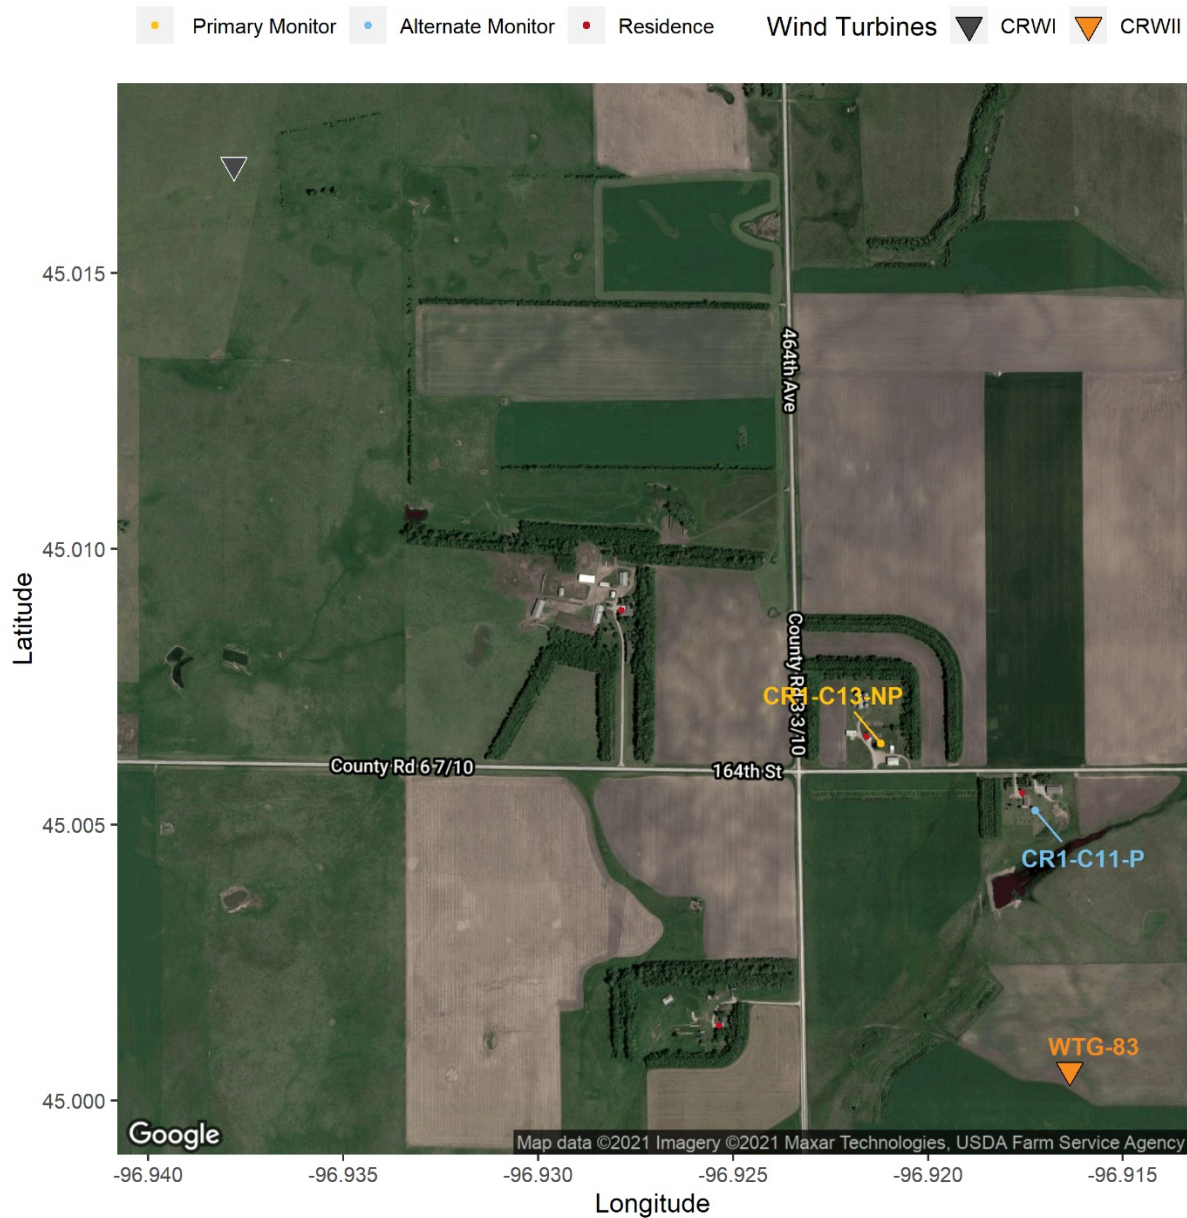 Primary Monitor Alternate Monitor Residence Wind Turbines CRWI CRWII
45.015
464th Ave
45.010
Latitude
County Rd 3 3/10
CR1-C13-NP
County Rd 6 7/10
164th St
45.005
CR1-C11-P
WTG-83
45.000
Google
Map data ©2021 Imagery ©2021 Maxar Technologies, USDA Farm Service Agency
-96.940 -96.935 -96.930 -96.925 -96.920 -96.915
Longitude